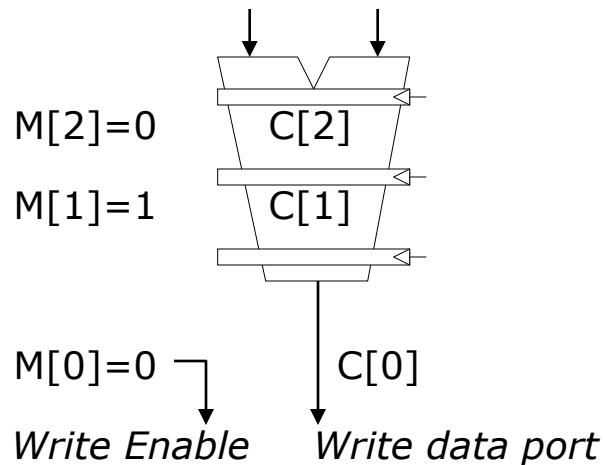 M[2]=0 C[2]
M[1]=1 C[1]
M[0]=0 C[0]
Write Enable Write data port